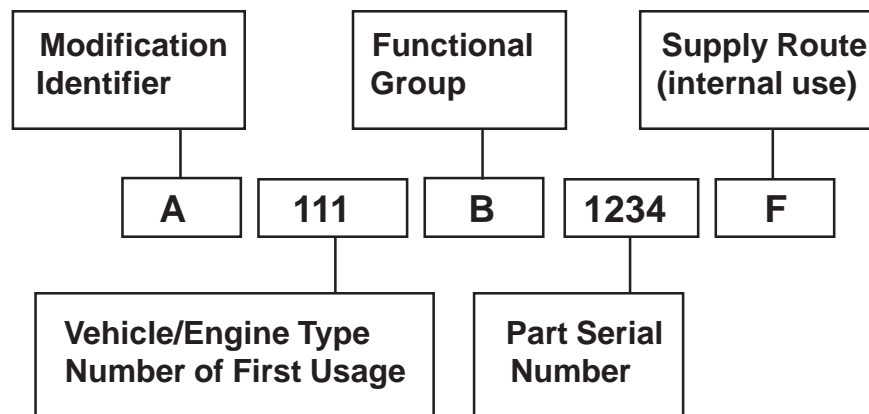 Modification
Identifier
Functional
Group
Supply Route
(internal use)
A
111
B
1234
F
Vehicle/Engine Type
Number of First Usage
Part Serial
Number